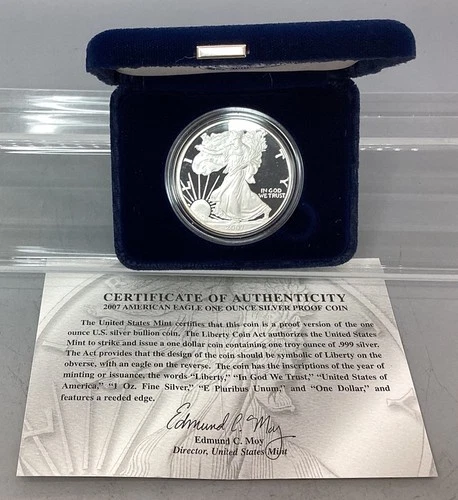 LIBERTY
IN GOD
WE TRUST
2007
CERTIFICATE OF AUTHENTICITY
2007 AMERICAN EAGLE ONE OUNCE SILVER PROOF COIN
The United States Mint certifies that this coin is a proof version of the one
ounce U.S. silver bullion coin. The Liberty Coin Act authorizes the United States
Mint to strike and issue a one dollar coin containing one troy ounce of .999 silver.
The Act provides that the design of the coin should be symbolic of Liberty on the
obverse, with an eagle on the reverse. The coin has the inscriptions of the year of
minting or issuance, the words “Liberty,” “In God We Trust,” “United States of
America,” “1 Oz. Fine Silver,” “E Pluribus Unum,” and “One Dollar,” and
features a reeded edge.
Edmund C. Moy
Edmund C. Moy
Director, United States Mint